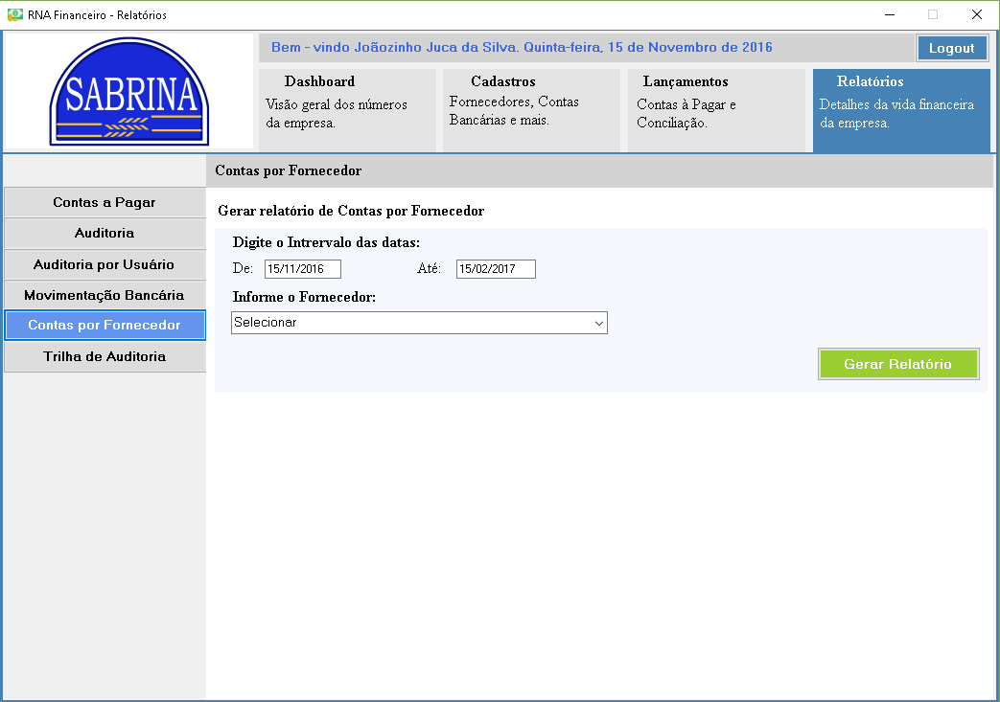 RNA Financeiro - Relatórios
SABRINA
Bem - vindo Joãozinho Juca da Silva. Quinta-feira, 15 de Novembro de 2016
Logout
Dashboard
Visão geral dos números
da empresa.
Cadastros
Fornecedores, Contas
Bancárias e mais.
Lançamentos
Contas à Pagar e
Conciliação.
Relatórios
Detalhes da vida financeira
da empresa.
Contas por Fornecedor
Contas a Pagar
Auditoria
Auditoria por Usuário
Movimentação Bancária
Contas por Fornecedor
Trilha de Auditoria
Gerar relatório de Contas por Fornecedor
Digite o Intrervalo das datas:
De: 15/11/2016 Até: 15/02/2017
Informe o Fornecedor:
Selecionar
Gerar Relatório